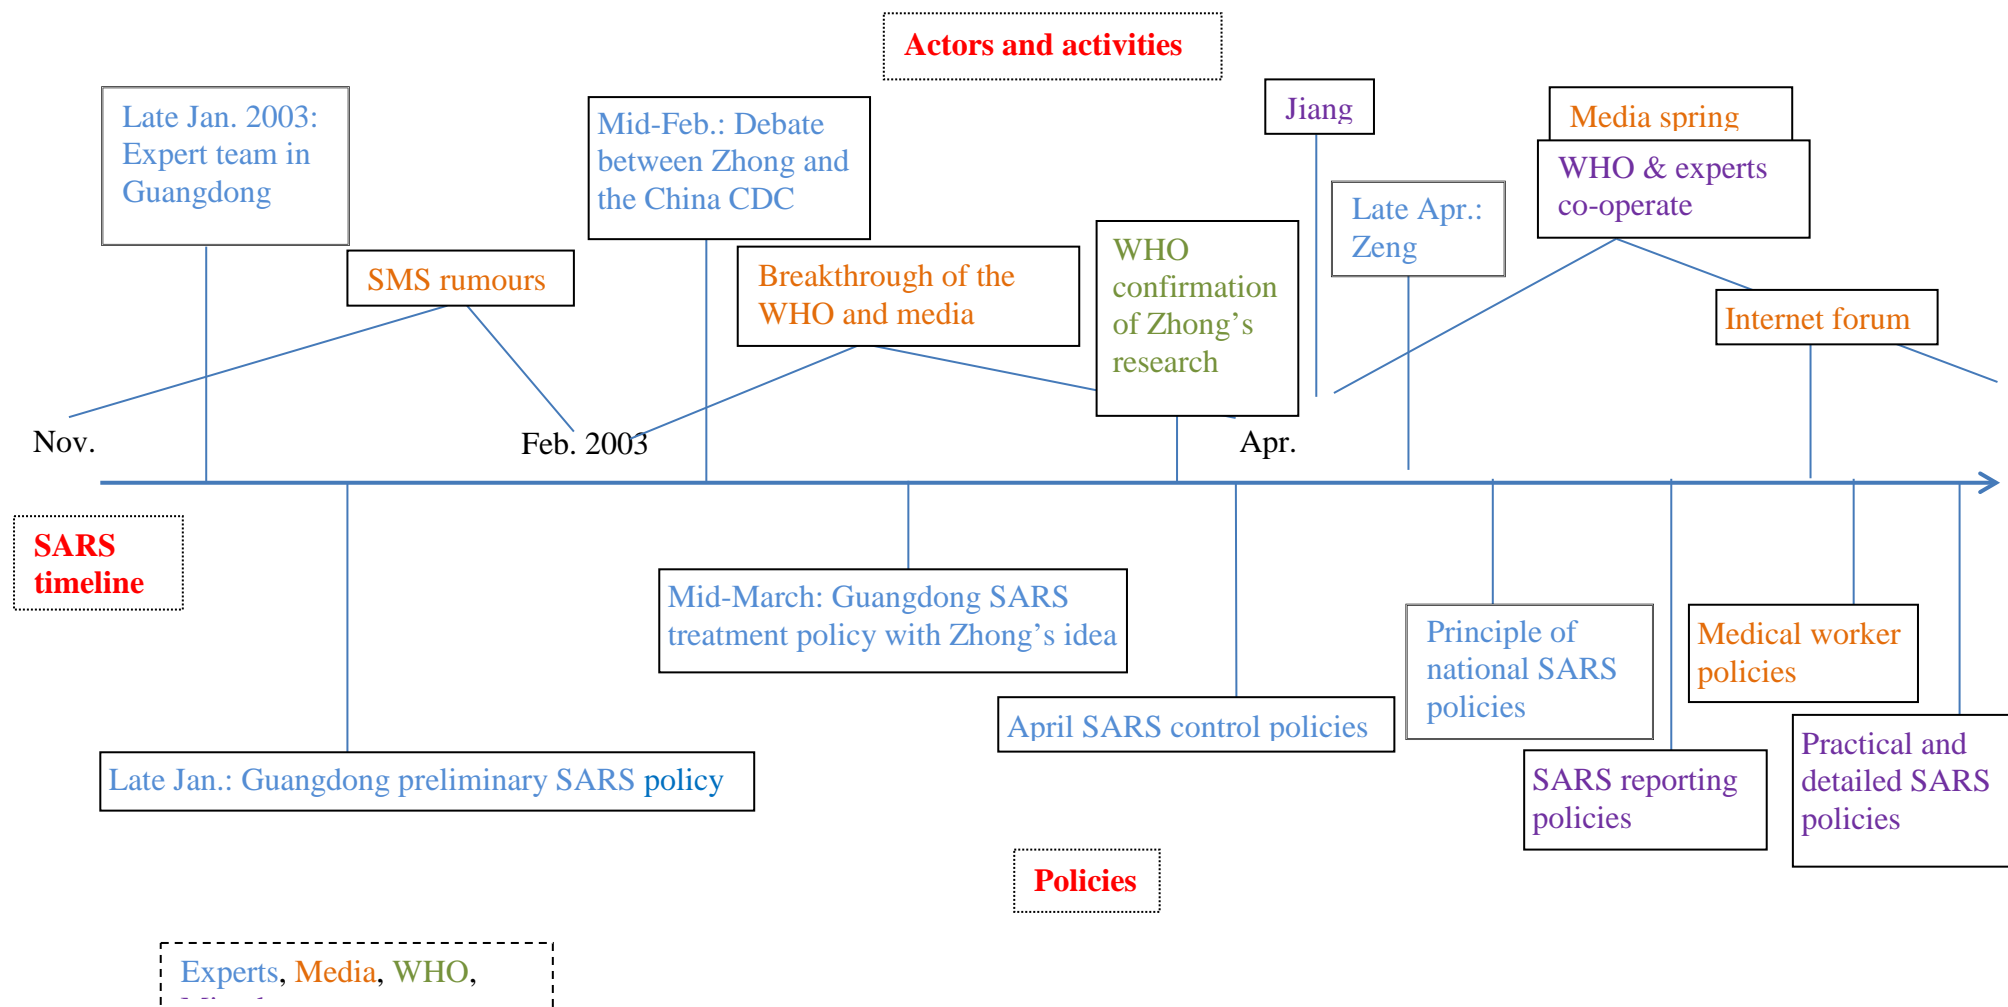 Actors and activities
Late Jan. 2003:
Expert team in
Guangdong
Mid-Feb.: Debate
between Zhong and
the China CDC
Jiang
Media spring
WHO & experts
co-operate
Late Apr.:
Zeng
SMS rumours
Breakthrough of the
WHO and media
WHO
confirmation
of Zhong’s
research
Internet forum
Nov.
Feb. 2003
Apr.
SARS
timeline
Mid-March: Guangdong SARS
treatment policy with Zhong’s idea
Principle of
national SARS
policies
Medical worker
policies
April SARS control policies
Late Jan.: Guangdong preliminary SARS policy
SARS reporting
policies
Practical and
detailed SARS
policies
Policies
Experts, Media, WHO,